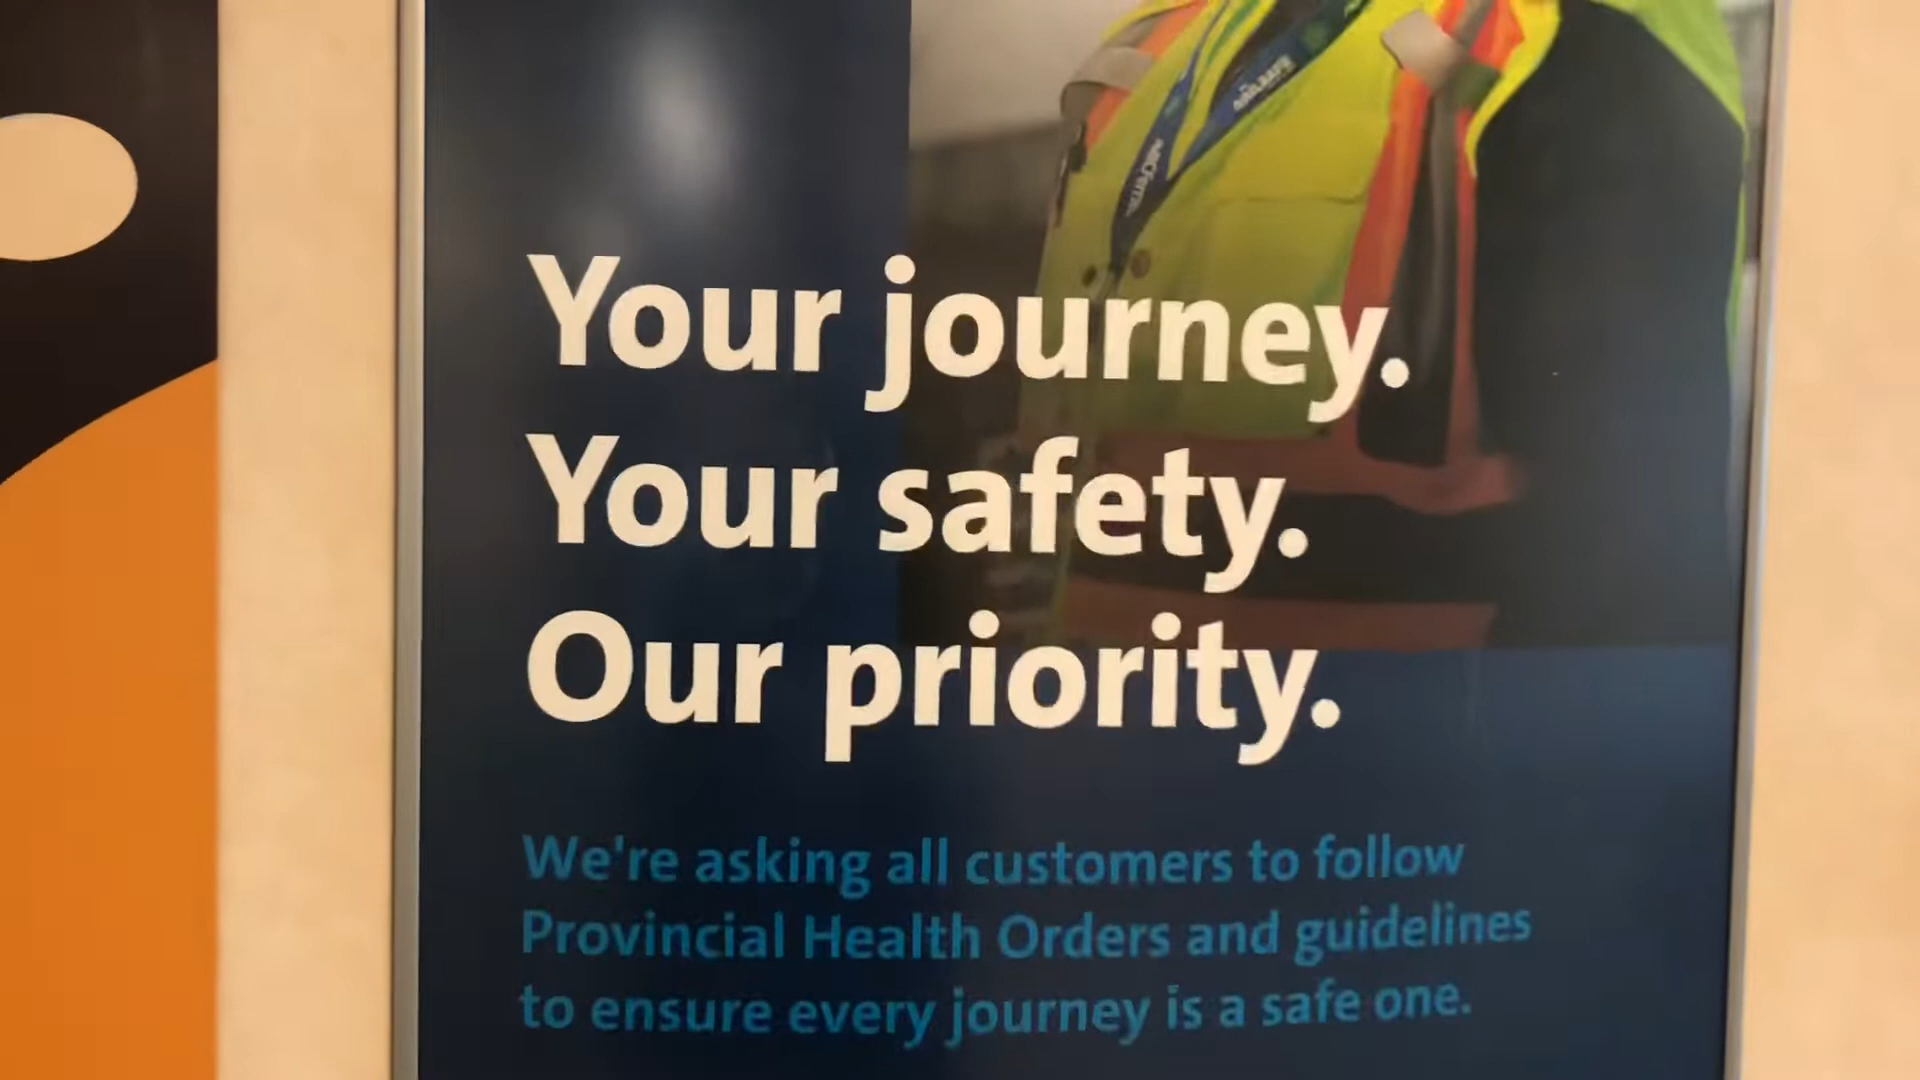 Your journey.
Your safety.
Our priority.
We're asking all customers to follow
Provincial Health Orders and guidelines
to ensure every journey is a safe one.